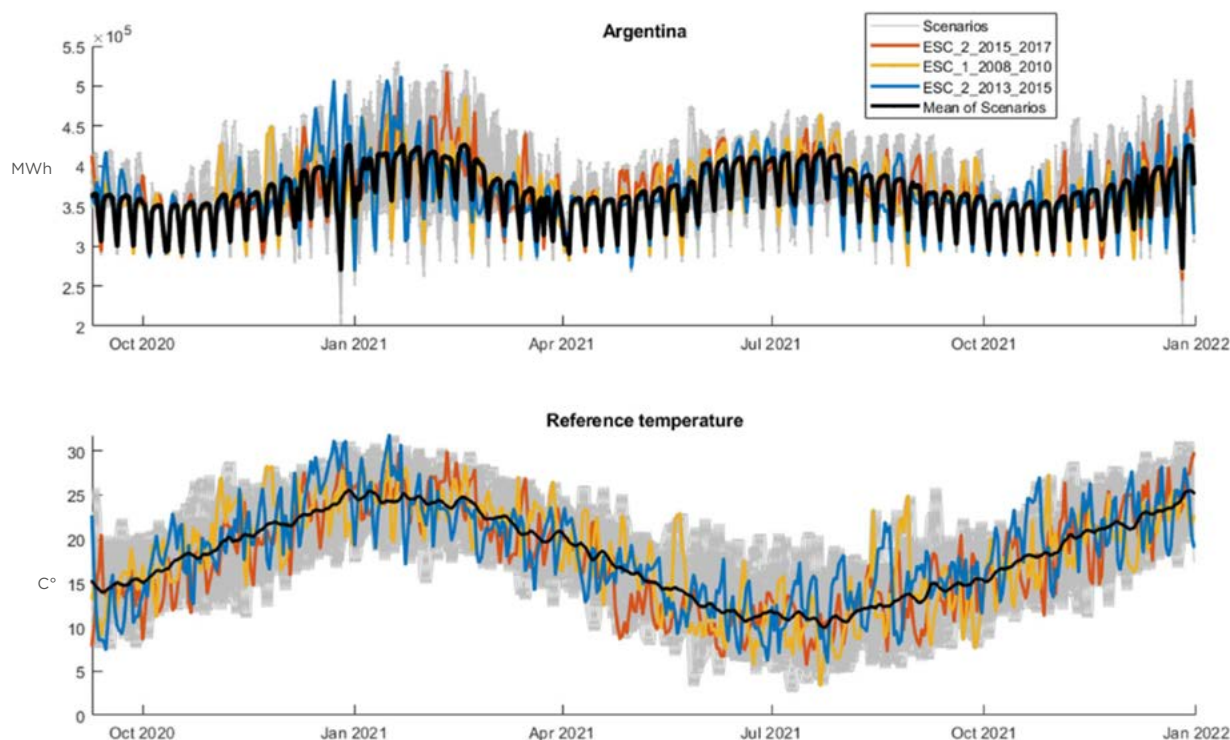 Argentina
× 10⁵
5.5
5
4.5
4
3.5
3
2.5
2
MWh
Scenarios
ESC_2_2015_2017
ESC_1_2008_2010
ESC_2_2013_2015
Mean of Scenarios
Oct 2020 Jan 2021 Apr 2021 Jul 2021 Oct 2021 Jan 2022
Reference temperature
30
25
20
15
10
5
0
C°
Oct 2020 Jan 2021 Apr 2021 Jul 2021 Oct 2021 Jan 2022